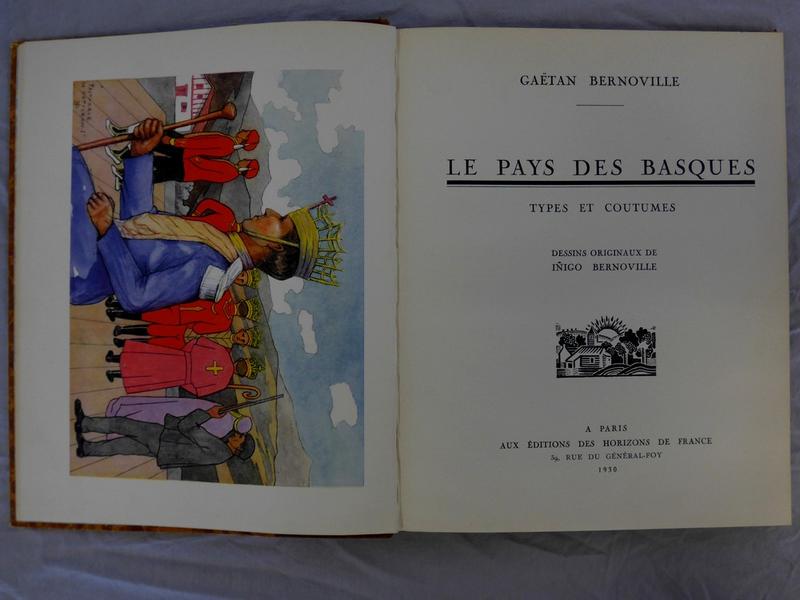 GAËTAN BERNOVILLE
LE PAYS DES BASQUES
TYPES ET COUTUMES
DESSINS ORIGINAUX DE
IÑIGO BERNOVILLE
A PARIS
AUX ÉDITIONS DES HORIZONS DE FRANCE
39, RUE DU GÉNÉRAL-FOY
1930